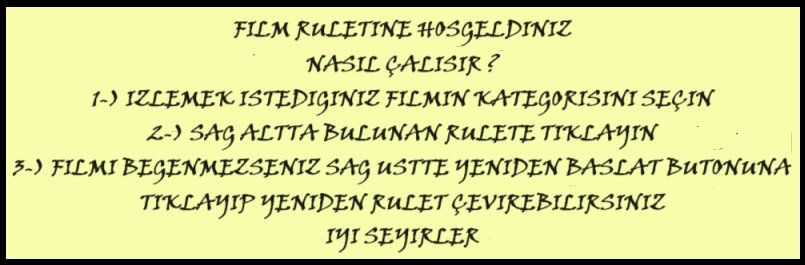 FILM RULETINE HOSGELDINIZ
NASIL ÇALISIR ?
1-) IZLEMEK ISTEDIGINIZ FILMIN KATEGORISINI SEÇIN
2-) SAG ALTTA BULUNAN RULETE TIKLAYIN
3-) FILMI BEGENMEZSENIZ SAG USTTE YENIDEN BASLAT BUTONUNA
TIKLAYIP YENIDEN RULET ÇEVIREBILIRSINIZ
IYI SEYIRLER